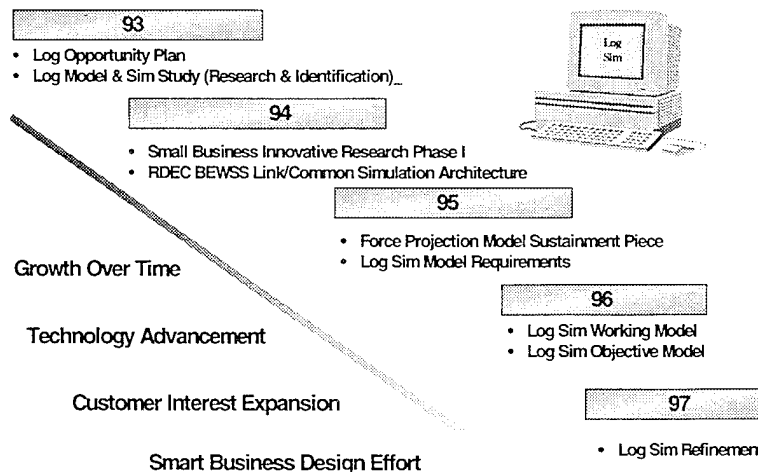 93
• Log Opportunity Plan
• Log Model & Sim Study (Research & Identification)_
Log
Sim
94
• Small Business Innovative Research Phase I
• RDEC BEWSS Link/Common Simulation Architecture
95
• Force Projection Model Sustainment Piece
• Log Sim Model Requirements
Growth Over Time
96
• Log Sim Working Model
• Log Sim Objective Model
Technology Advancement
Customer Interest Expansion
97
• Log Sim Refinemen
Smart Business Design Effort